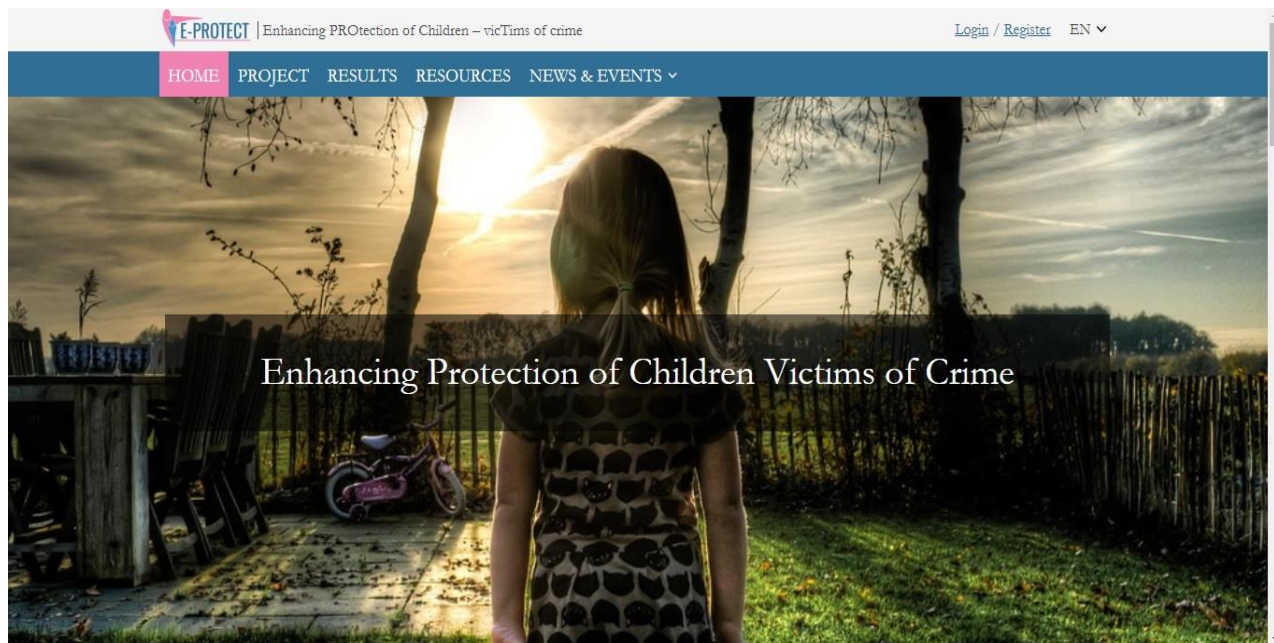 E-PROTECT | Enhancing PROtection of Children – vicTims of crime
Login / Register EN
HOME PROJECT RESULTS RESOURCES NEWS & EVENTS
Enhancing Protection of Children Victims of Crime